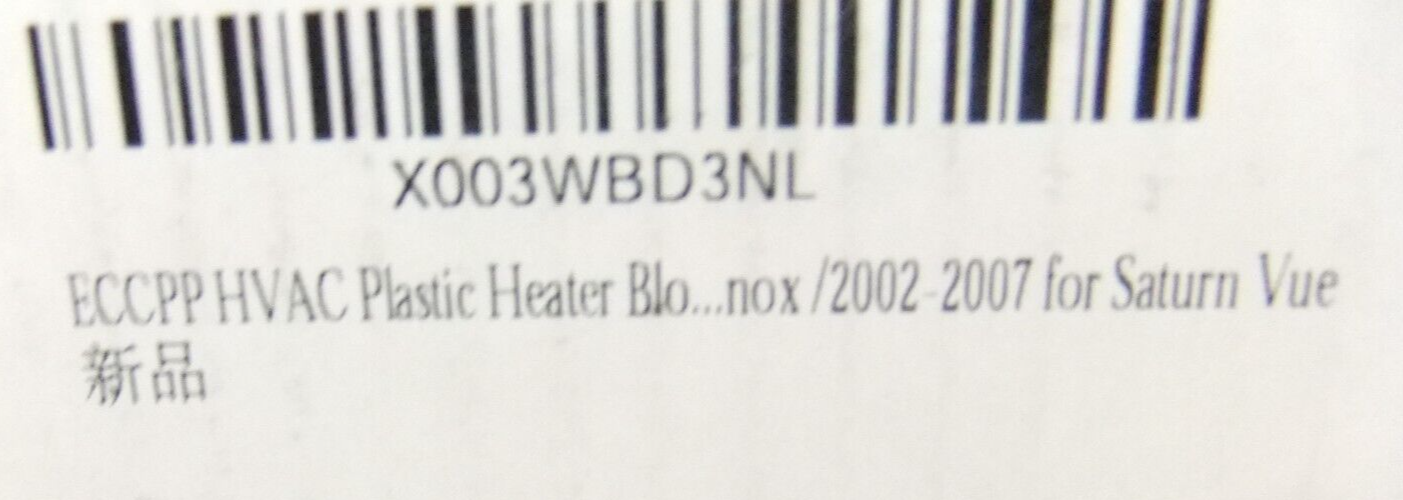 X003WBD3NL
ECCPP HVAC Plastic Heater Blo...nox /2002-2007 for Saturn Vue
新品